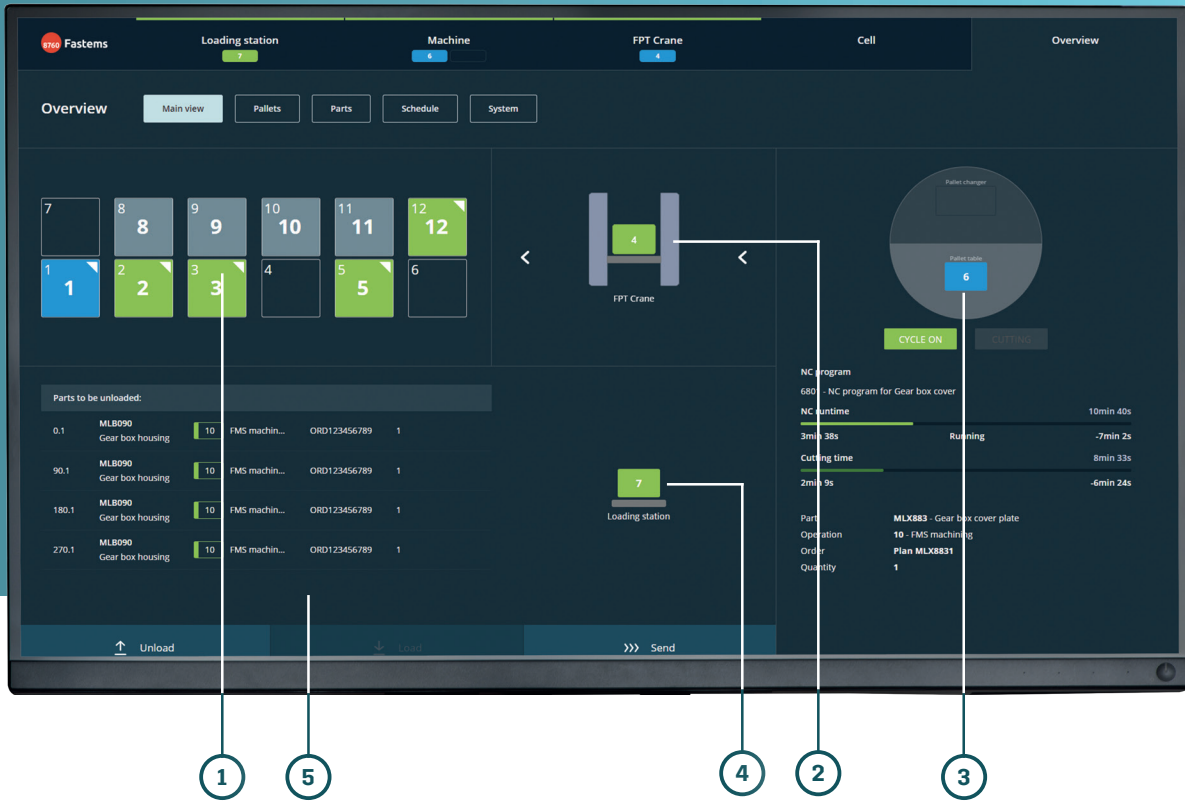 8760 Fastems
Loading station
7
Machine
6
FPT Crane
4
Cell
Overview
Overview
Main view
Pallets
Parts
Schedule
System
7
8 8
9 9
10 10
11 11
12 12
1 1
2 2
3 3
4
5 5
6
4
FPT Crane
Pallet changer
Pallet table
6
CYCLE ON
CUTTING
NC program
6801 - NC program for Gear box cover
NC runtime 10min 40s
3min 38s Running -7min 2s
Cutting time 8min 33s
2min 9s -6min 24s
Part MLX883 - Gear box cover plate
Operation 10 - FMS machining
Order Plan MLX8831
Quantity 1
Parts to be unloaded:
0.1 MLB090 Gear box housing 10 FMS machin... ORD123456789 1
90.1 MLB090 Gear box housing 10 FMS machin... ORD123456789 1
180.1 MLB090 Gear box housing 10 FMS machin... ORD123456789 1
270.1 MLB090 Gear box housing 10 FMS machin... ORD123456789 1
7
Loading station
Unload
Load
>>> Send
1
5
4
2
3